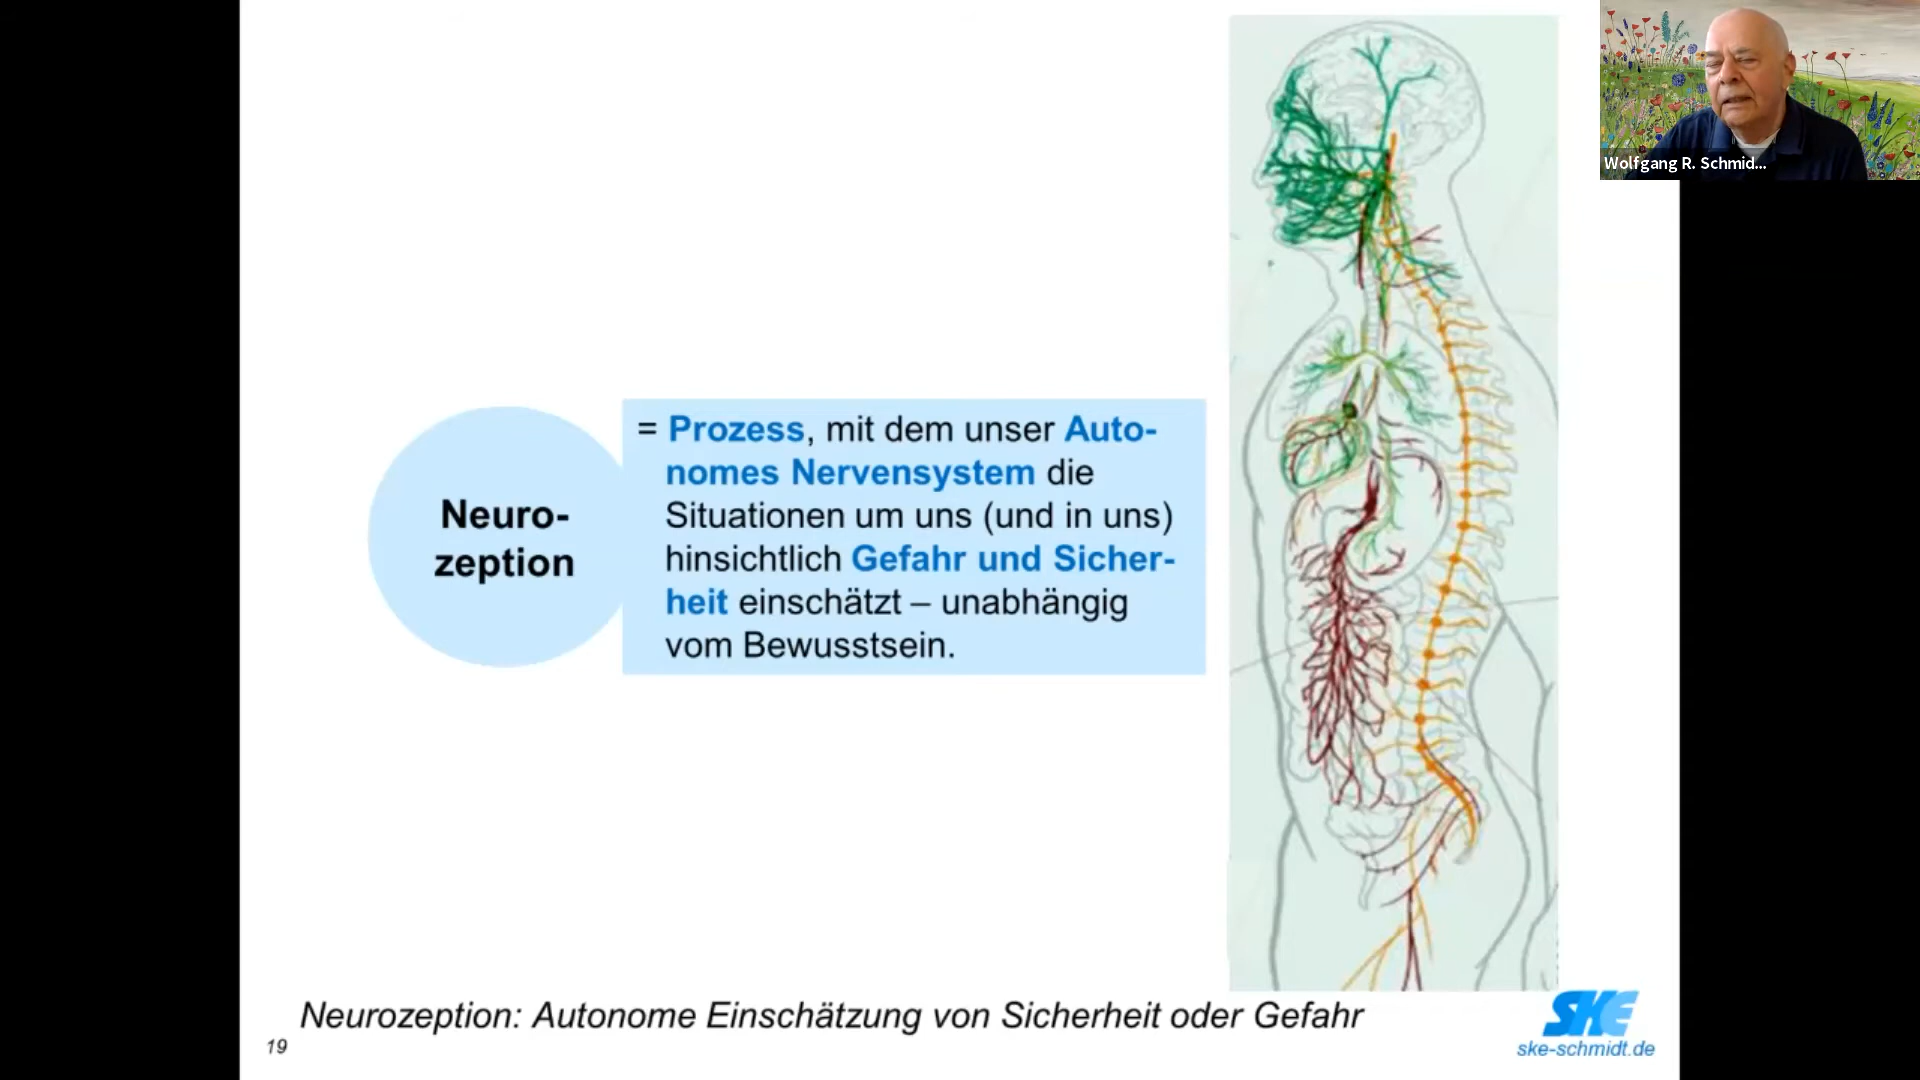 Wolfgang R. Schmid...
Neuro-
zeption
= Prozess, mit dem unser Auto-
nomes Nervensystem die
Situationen um uns (und in uns)
hinsichtlich Gefahr und Sicher-
heit einschätzt – unabhängig
vom Bewusstsein.
Neurozeption: Autonome Einschätzung von Sicherheit oder Gefahr
19
SKE
ske-schmidt.de